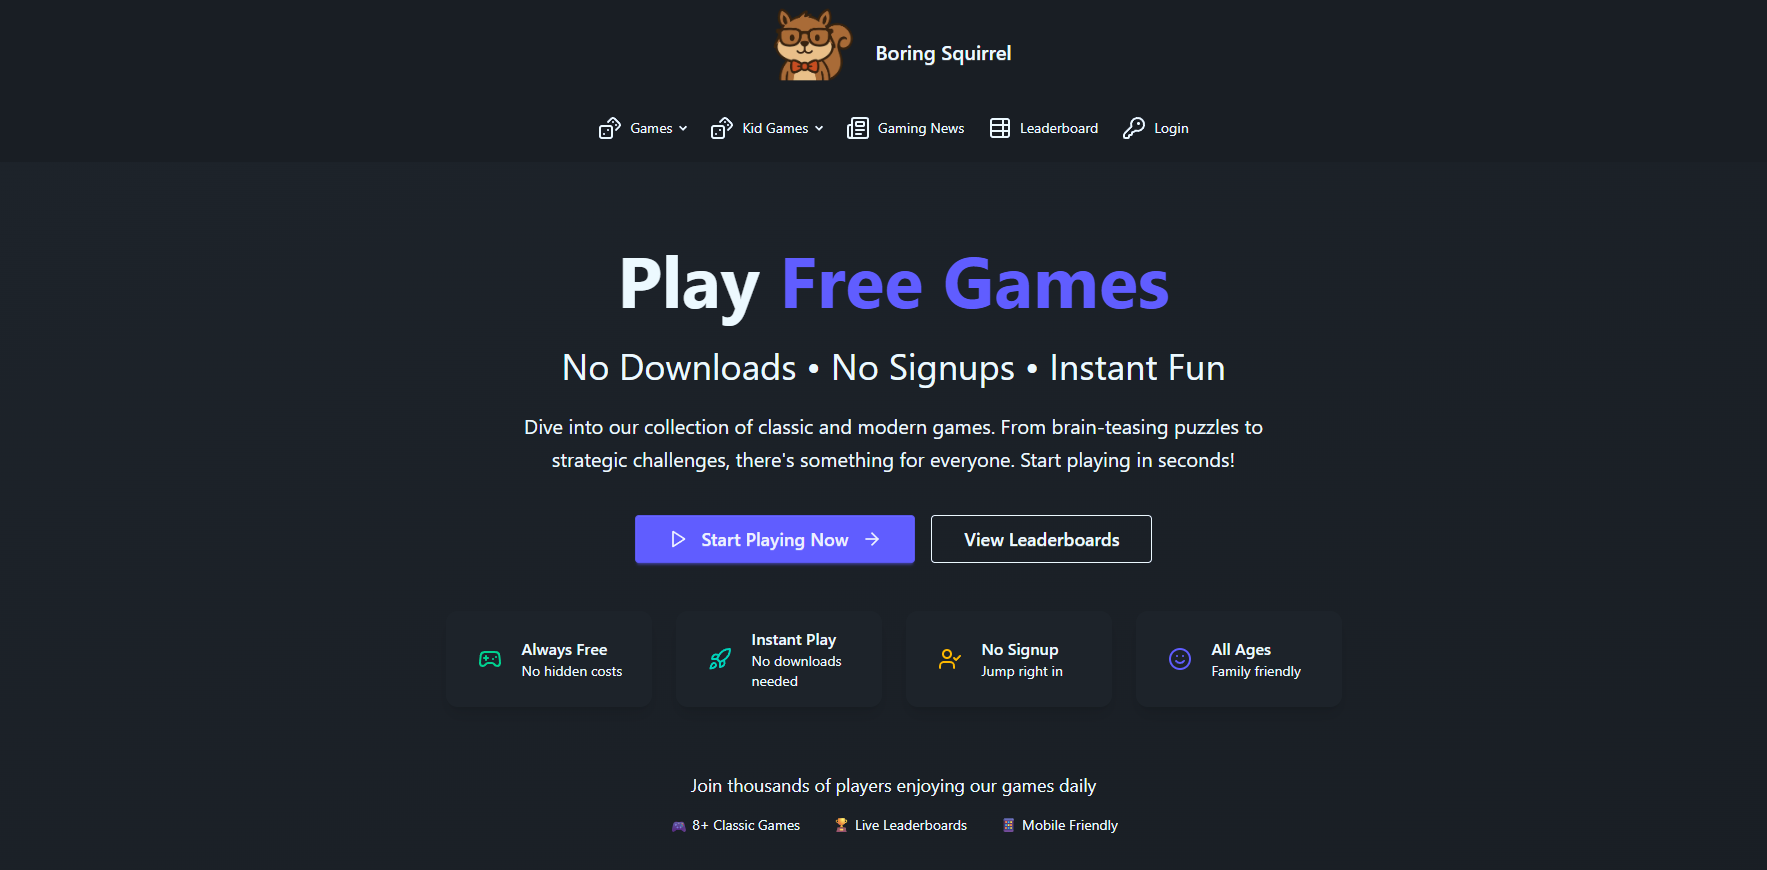 Boring Squirrel
Games
Kid Games
Gaming News
Leaderboard
Login
Play Free Games
No Downloads • No Signups • Instant Fun
Dive into our collection of classic and modern games. From brain-teasing puzzles to
strategic challenges, there's something for everyone. Start playing in seconds!
Start Playing Now
View Leaderboards
Always Free
No hidden costs
Instant Play
No downloads
needed
No Signup
Jump right in
All Ages
Family friendly
Join thousands of players enjoying our games daily
🎮 8+ Classic Games
🏆 Live Leaderboards
📱 Mobile Friendly